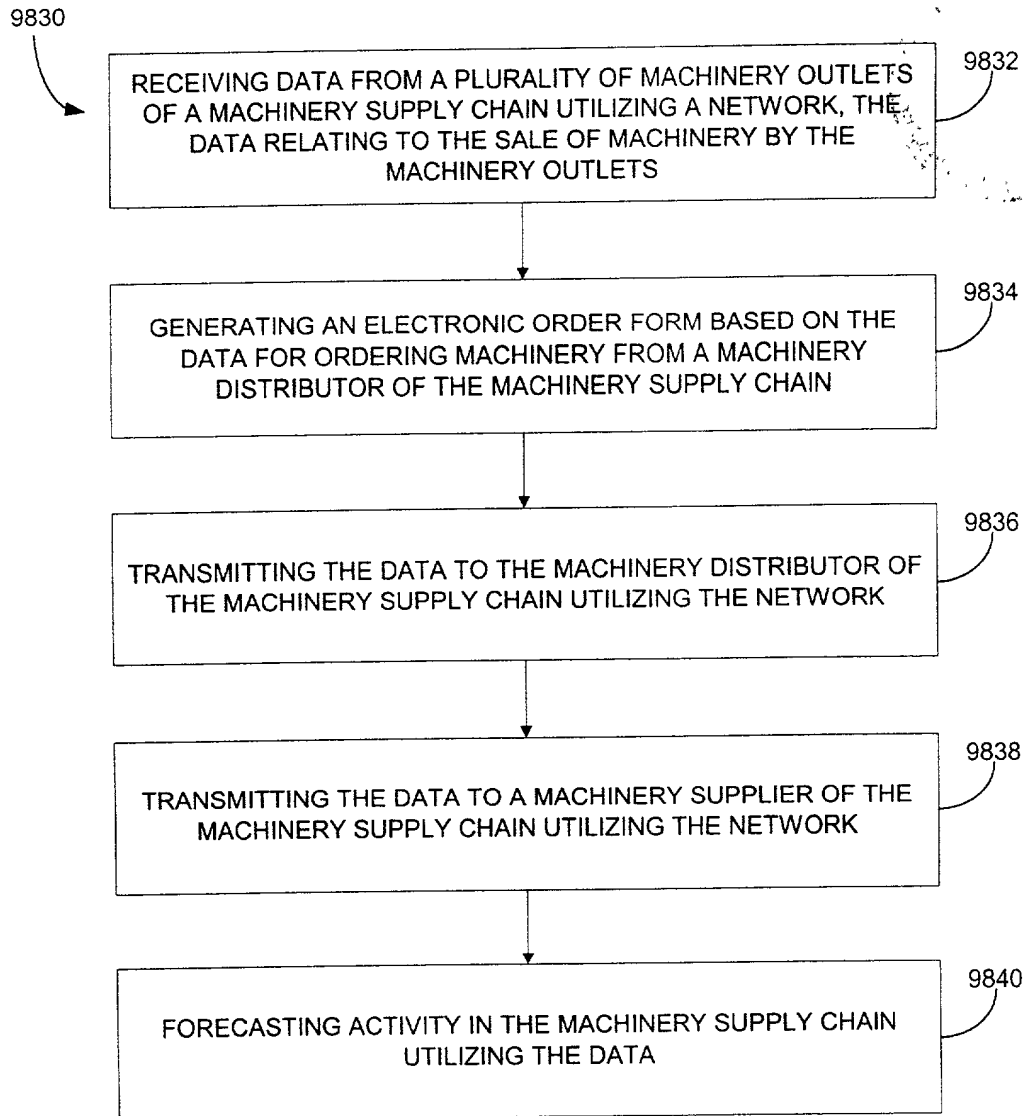 9830
9832
RECEIVING DATA FROM A PLURALITY OF MACHINERY OUTLETS
OF A MACHINERY SUPPLY CHAIN UTILIZING A NETWORK, THE
DATA RELATING TO THE SALE OF MACHINERY BY THE
MACHINERY OUTLETS
9834
GENERATING AN ELECTRONIC ORDER FORM BASED ON THE
DATA FOR ORDERING MACHINERY FROM A MACHINERY
DISTRIBUTOR OF THE MACHINERY SUPPLY CHAIN
9836
TRANSMITTING THE DATA TO THE MACHINERY DISTRIBUTOR OF
THE MACHINERY SUPPLY CHAIN UTILIZING THE NETWORK
9838
TRANSMITTING THE DATA TO A MACHINERY SUPPLIER OF THE
MACHINERY SUPPLY CHAIN UTILIZING THE NETWORK
9840
FORECASTING ACTIVITY IN THE MACHINERY SUPPLY CHAIN
UTILIZING THE DATA